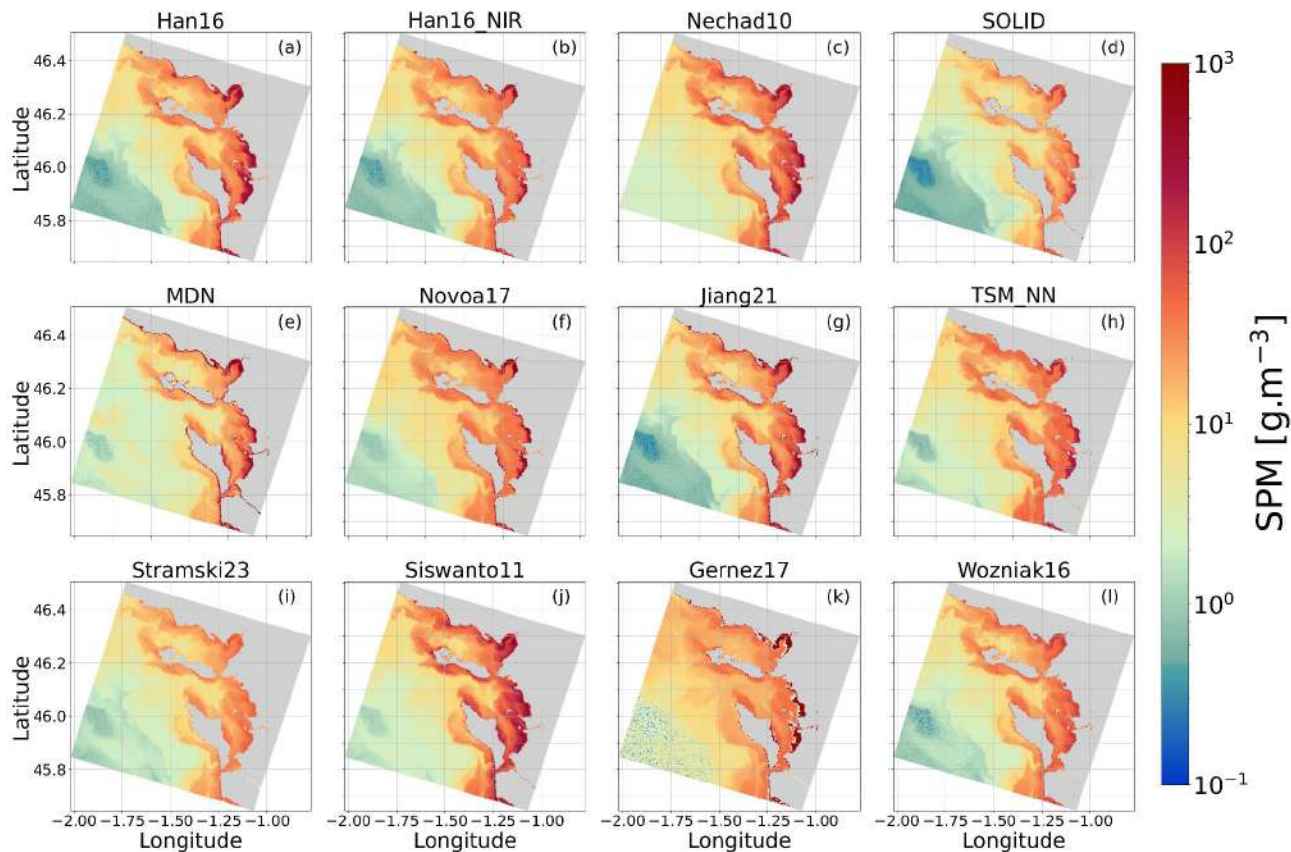 Han16 Han16_NIR Nechad10 SOLID
(a) (b) (c) (d)
46.4
46.2
46.0
45.8
Latitude
MDN Novoa17 Jiang21 TSM_NN
(e) (f) (g) (h)
46.4
46.2
46.0
45.8
Latitude
Stramski23 Siswanto11 Gernez17 Wozniak16
(i) (j) (k) (l)
46.4
46.2
46.0
45.8
Latitude
−2.00 −1.75 −1.50 −1.25 −1.00 −2.00 −1.75 −1.50 −1.25 −1.00 −2.00 −1.75 −1.50 −1.25 −1.00 −2.00 −1.75 −1.50 −1.25 −1.00
Longitude Longitude Longitude Longitude
10³
10²
10¹
10⁰
10⁻¹
SPM [g.m⁻³]